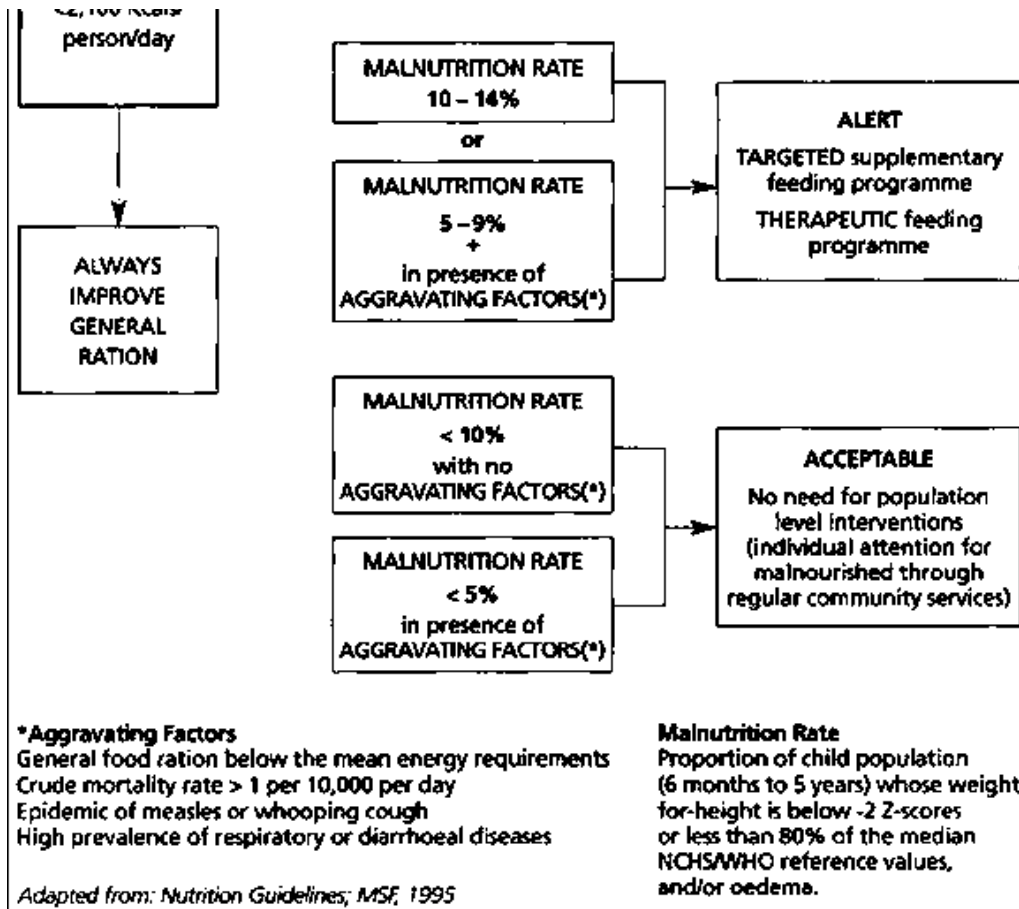 person/day
ALWAYS
IMPROVE
GENERAL
RATION
MALNUTRITION RATE
10 – 14%
or
MALNUTRITION RATE
5 – 9%
+
in presence of
AGGRAVATING FACTORS(*)
ALERT
TARGETED supplementary
feeding programme
THERAPEUTIC feeding
programme
MALNUTRITION RATE
< 10%
with no
AGGRAVATING FACTORS(*)
MALNUTRITION RATE
< 5%
in presence of
AGGRAVATING FACTORS(*)
ACCEPTABLE
No need for population
level interventions
(individual attention for
malnourished through
regular community services)
*Aggravating Factors
General food ration below the mean energy requirements
Crude mortality rate > 1 per 10,000 per day
Epidemic of measles or whooping cough
High prevalence of respiratory or diarrhoeal diseases
Adapted from: Nutrition Guidelines; MSF, 1995
Malnutrition Rate
Proportion of child population
(6 months to 5 years) whose weight
for-height is below -2 Z-scores
or less than 80% of the median
NCHS/WHO reference values,
and/or oedema.